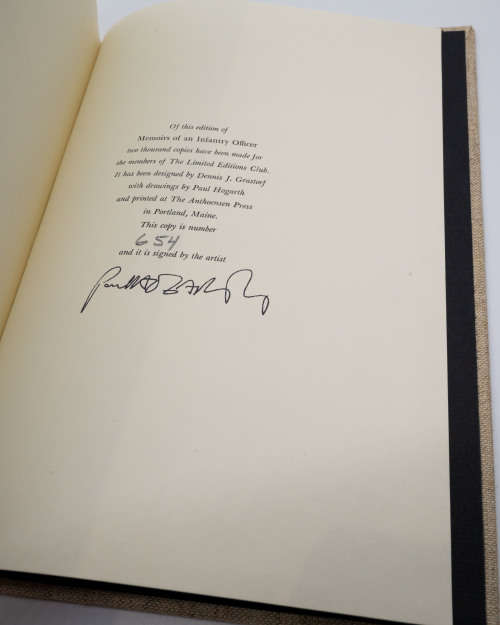 Of this edition of
Memoirs of an Infantry Officer
two thousand copies have been made for
the members of The Limited Editions Club.
It has been designed by Dennis J. Grastorf
with drawings by Paul Hogarth
and printed at The Anthoensen Press
in Portland, Maine.
This copy is number
654
and it is signed by the artist
Paul Hogarth